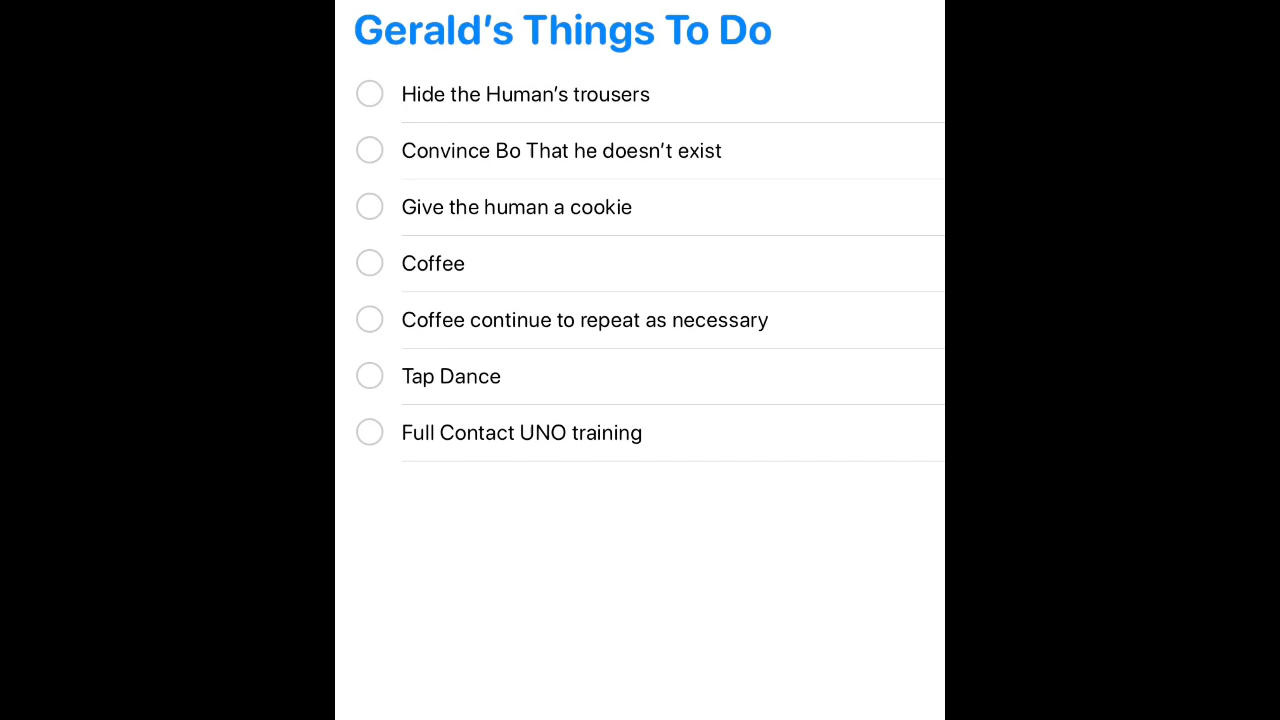 Gerald’s Things To Do
Hide the Human’s trousers
Convince Bo That he doesn’t exist
Give the human a cookie
Coffee
Coffee continue to repeat as necessary
Tap Dance
Full Contact UNO training